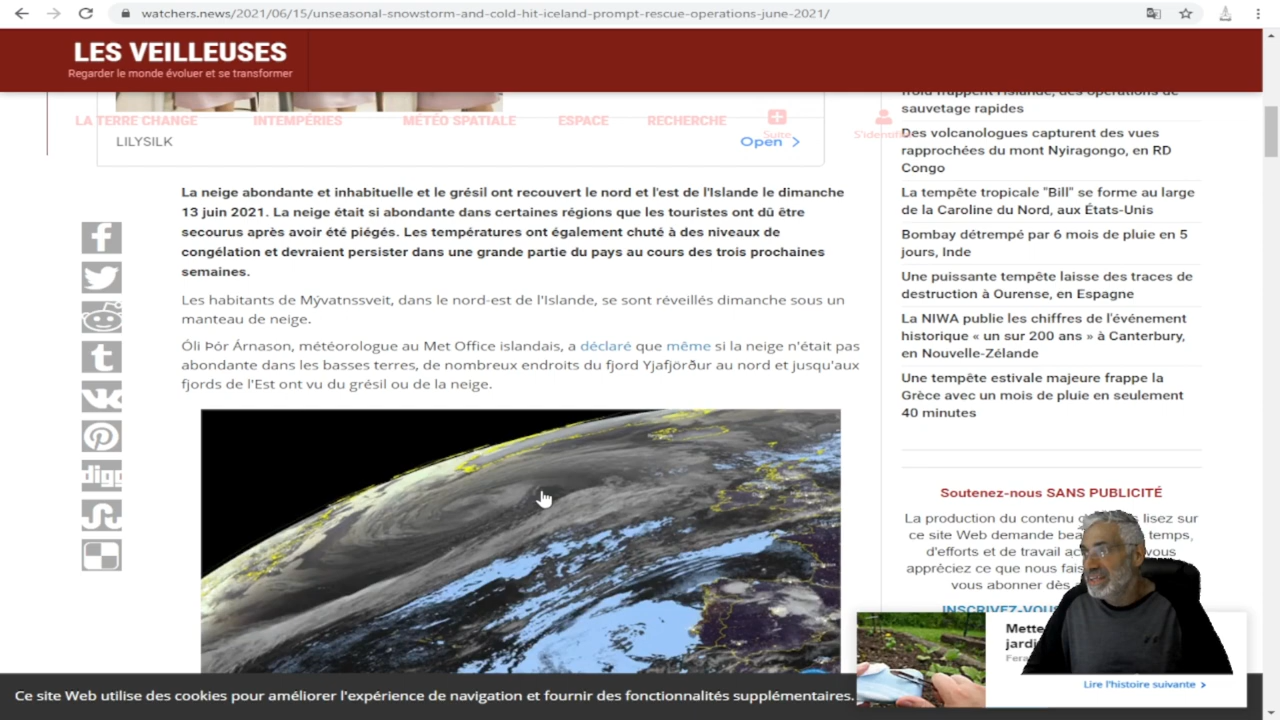 watchers.news/2021/06/15/unseasonal-snowstorm-and-cold-hit-iceland-prompt-rescue-operations-june-2021/
LES VEILLEUSES
Regarder le monde évoluer et se transformer
LA TERRE CHANGE
INTEMPÉRIES
MÉTÉO SPATIALE
ESPACE
RECHERCHE
Suite
LILYSILK
Open
La neige abondante et inhabituelle et le grésil ont recouvert le nord et l'est de l'Islande le dimanche
13 juin 2021. La neige était si abondante dans certaines régions que les touristes ont dû être
secourus après avoir été piégés. Les températures ont également chuté à des niveaux de
congélation et devraient persister dans une grande partie du pays au cours des trois prochaines
semaines.
Les habitants de Mývatnssveit, dans le nord-est de l'Islande, se sont réveillés dimanche sous un
manteau de neige.
Óli Þór Árnason, météorologue au Met Office islandais, a déclaré que même si la neige n'était pas
abondante dans les basses terres, de nombreux endroits du fjord Yjafjörður au nord et jusqu'aux
fjords de l'Est ont vu du grésil ou de la neige.
froid frappent l'Islande, des opérations de
sauvetage rapides
Des volcanologues capturent des vues
rapprochées du mont Nyiragongo, en RD
Congo
La tempête tropicale "Bill" se forme au large
de la Caroline du Nord, aux États-Unis
Bombay détrempé par 6 mois de pluie en 5
jours, Inde
Une puissante tempête laisse des traces de
destruction à Ourense, en Espagne
La NIWA publie les chiffres de l'événement
historique « un sur 200 ans » à Canterbury,
en Nouvelle-Zélande
Une tempête estivale majeure frappe la
Grèce avec un mois de pluie en seulement
40 minutes
Soutenez-nous SANS PUBLICITÉ
La production du contenu lisez sur
ce site Web demande temps,
d'efforts et de travail vous
appréciez ce que nous
vous abonner dès
digg
Lire l'histoire suivante
Ce site Web utilise des cookies pour améliorer l'expérience de navigation et fournir des fonctionnalités supplémentaires.